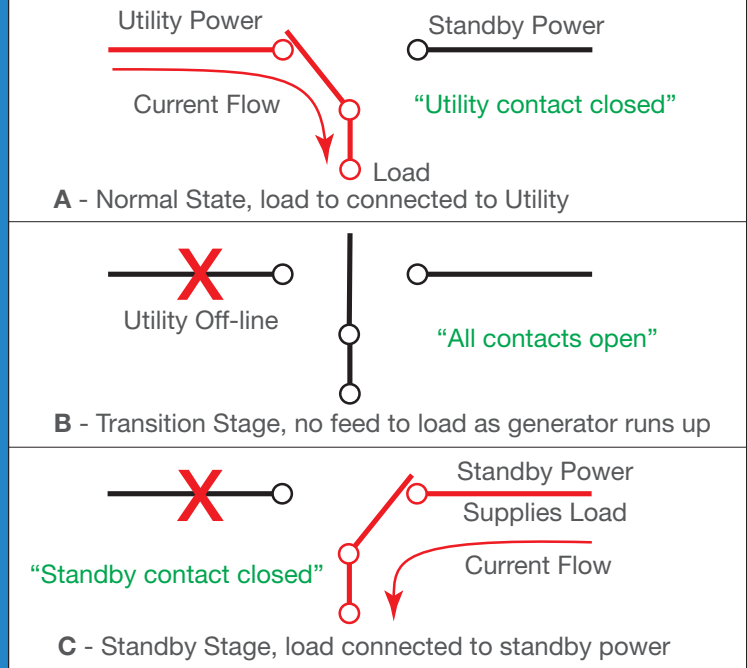 Utility Power
Standby Power
Current Flow
"Utility contact closed"
Load
A - Normal State, load to connected to Utility
X
Utility Off-line
"All contacts open"
B - Transition Stage, no feed to load as generator runs up
X
Standby Power
Supplies Load
Current Flow
"Standby contact closed"
C - Standby Stage, load connected to standby power